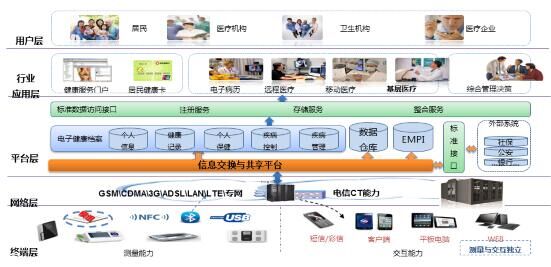 用户层
居民
医疗机构
卫生机构
医疗企业
行业
应用层
健康服务门户
居民健康卡
电子病历
远程医疗
移动医疗
基层医疗
综合管理决策
标准数据访问接口
注册服务
存储服务
整合服务
平台层
电子健康档案
个人
信息
健康
记录
个人
保健
疾病
控制
疾病
管理
数据
仓库
EMPI
标准接口
外部系统
社保
公安
...银行...
信息交换与共享平台
网络层
GSM\CDMA\3G\ADSL\LAN\LTE\专网
电信CT能力
终端层
NFC
USB
测量能力
短信/彩信
客户端
平板电脑
WEB
交互能力
测量与交互独立